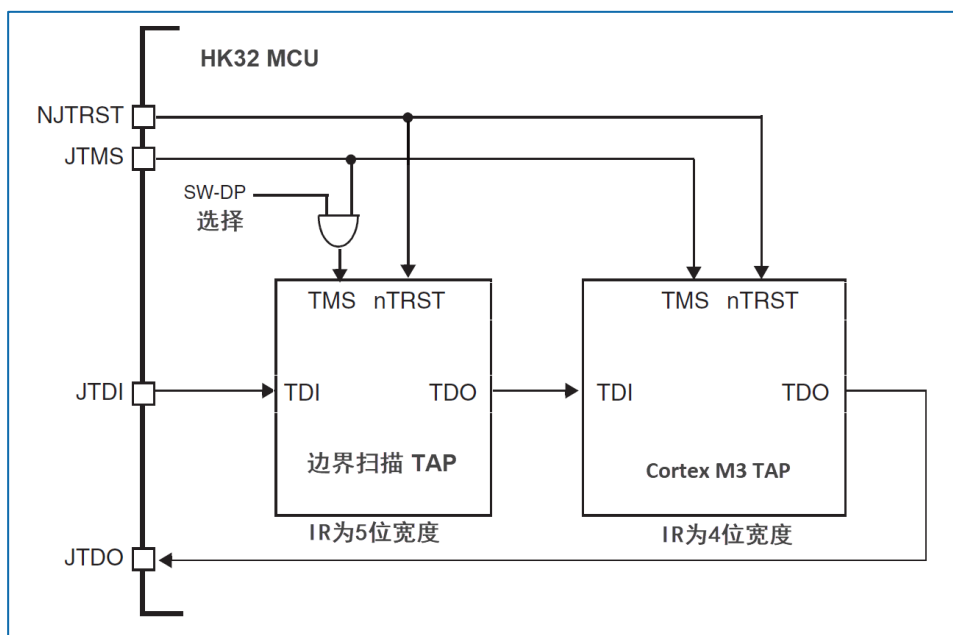 HK32 MCU
NJTRST
JTMS
SW-DP
选择
TMS nTRST
TMS nTRST
JTDI
TDI
TDO
TDI
TDO
边界扫描 TAP
Cortex M3 TAP
IR为5位宽度
IR为4位宽度
JTDO